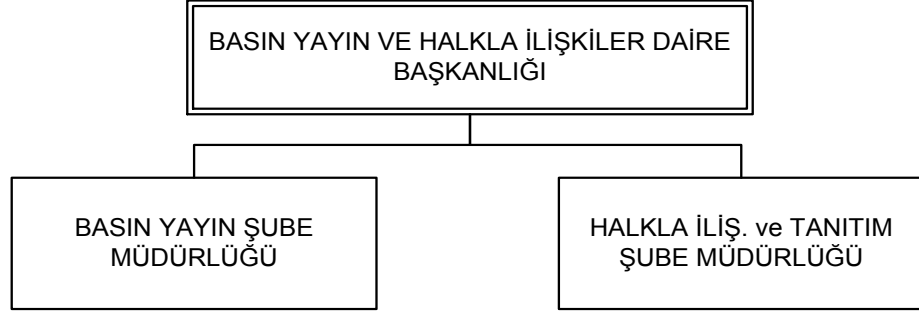 BASIN YAYIN VE HALKLA İLİŞKİLER DAİRE
BAŞKANLIĞI
BASIN YAYIN ŞUBE
MÜDÜRLÜĞÜ
HALKLA İLİŞ. ve TANITIM
ŞUBE MÜDÜRLÜĞÜ